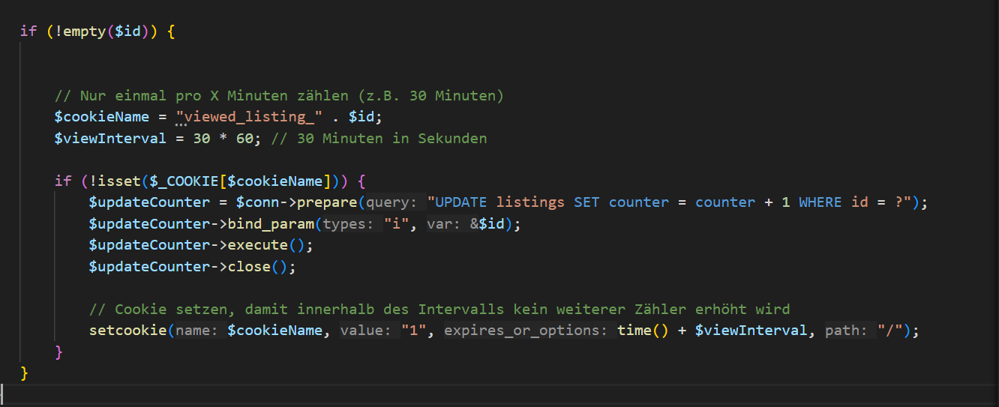 if (!empty($id)) {
// Nur einmal pro X Minuten zählen (z.B. 30 Minuten)
$cookieName = "viewed_listing_" . $id;
$viewInterval = 30 * 60; // 30 Minuten in Sekunden
if (!isset($_COOKIE[$cookieName])) {
$updateCounter = $conn->prepare(query: "UPDATE listings SET counter = counter + 1 WHERE id = ?");
$updateCounter->bind_param(types: "i", var: &$id);
$updateCounter->execute();
$updateCounter->close();
// Cookie setzen, damit innerhalb des Intervalls kein weiterer Zähler erhöht wird
setcookie(name: $cookieName, value: "1", expires_or_options: time() + $viewInterval, path: "/");
}
}